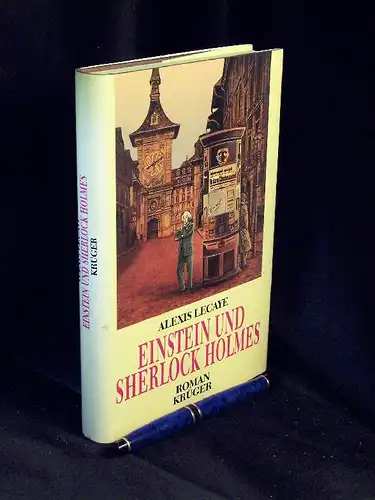 EINSTEIN UND SHERLOCK HOLMES
KRÜGER
ALEXIS LECAYE
EINSTEIN UND
SHERLOCK HOLMES
ROMAN
KRÜGER